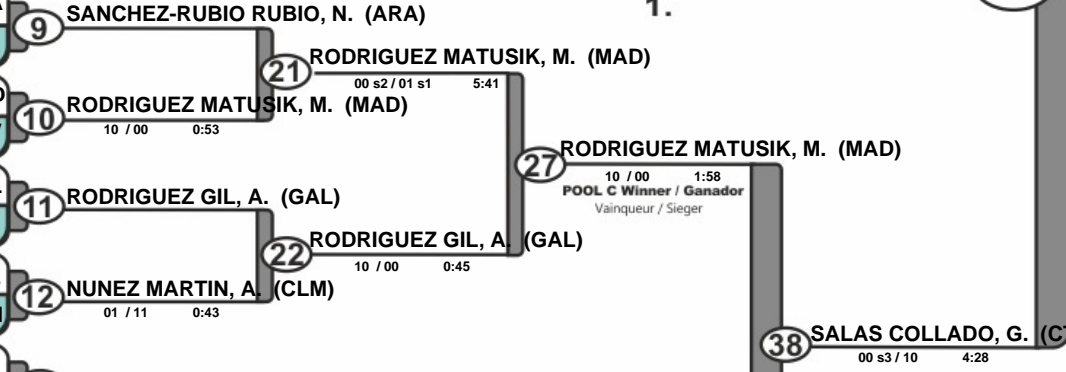 1.
9 SANCHEZ-RUBIO RUBIO, N. (ARA)
21 RODRIGUEZ MATUSIK, M. (MAD)
00 s2 / 01 s1 5:41
10 RODRIGUEZ MATUSIK, M. (MAD)
10 / 00 0:53
27 RODRIGUEZ MATUSIK, M. (MAD)
10 / 00 1:58
POOL C Winner / Ganador
Vainqueur / Sieger
11 RODRIGUEZ GIL, A. (GAL)
22 RODRIGUEZ GIL, A. (GAL)
10 / 00 0:45
12 NUNEZ MARTIN, A. (CLM)
01 / 11 0:43
38 SALAS COLLADO, G.
00 s3 / 10 4:28